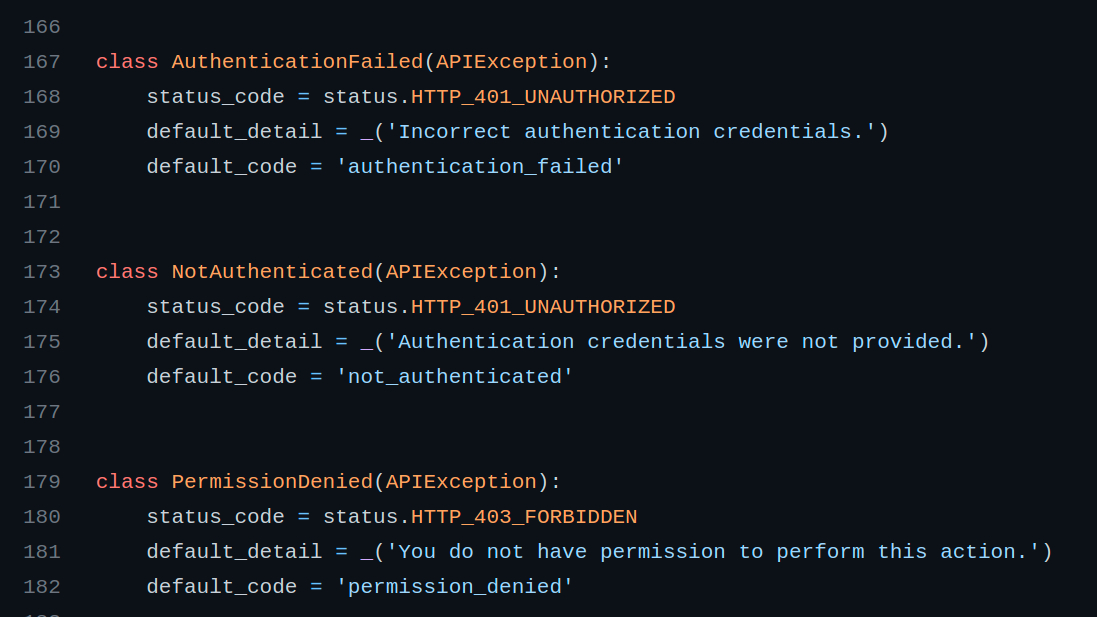 166
167 class AuthenticationFailed(APIException):
168     status_code = status.HTTP_401_UNAUTHORIZED
169     default_detail = _('Incorrect authentication credentials.')
170     default_code = 'authentication_failed'
171
172
173 class NotAuthenticated(APIException):
174     status_code = status.HTTP_401_UNAUTHORIZED
175     default_detail = _('Authentication credentials were not provided.')
176     default_code = 'not_authenticated'
177
178
179 class PermissionDenied(APIException):
180     status_code = status.HTTP_403_FORBIDDEN
181     default_detail = _('You do not have permission to perform this action.')
182     default_code = 'permission_denied'